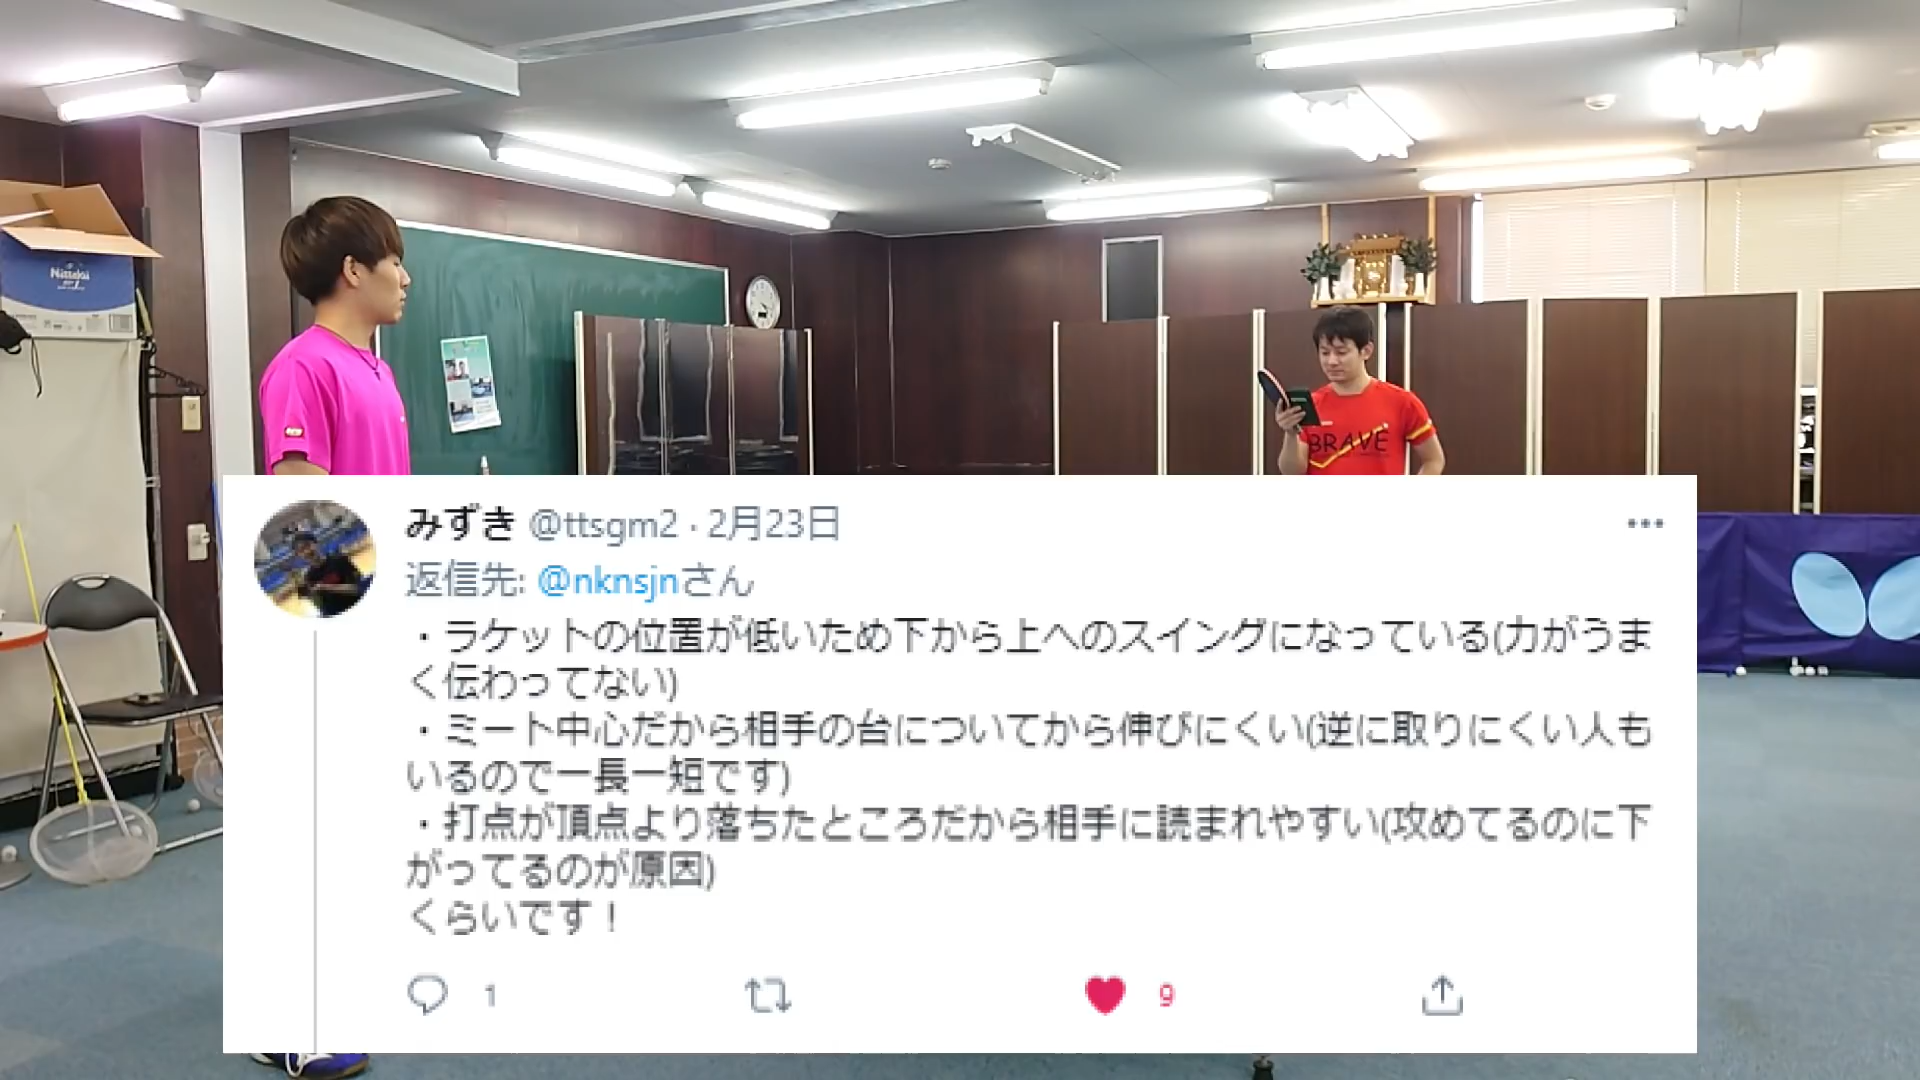 Nittaku
BRAVE
みずき @ttsgm2・2月23日
返信先: @nknsjnさん
・ラケットの位置が低いため下から上へのスイングになっている(力がうま
く伝わってない)
・ミート中心だから相手の台についてから伸びにくい(逆に取りにくい人も
いるので一長一短です)
・打点が頂点より落ちたところだから相手に読まれやすい(攻めてるのに下
がってるのが原因)
くらいです！
1
9